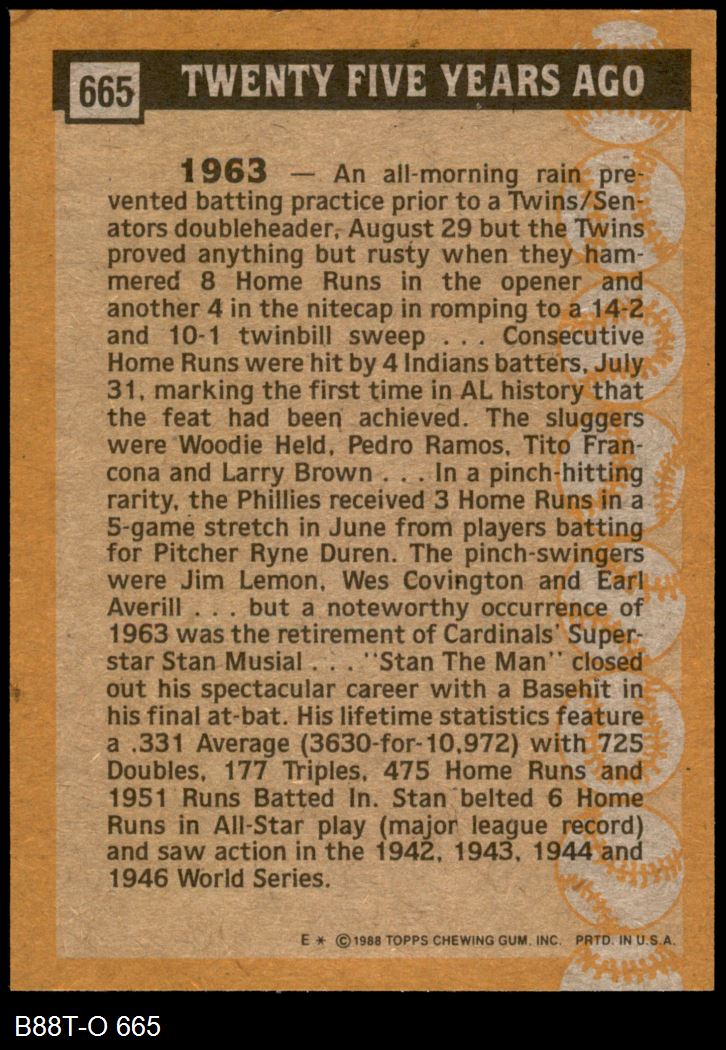 665 TWENTY FIVE YEARS AGO
1963 — An all-morning rain pre-
vented batting practice prior to a Twins/Sen-
ators doubleheader, August 29 but the Twins
proved anything but rusty when they ham-
mered 8 Home Runs in the opener and
another 4 in the nitecap in romping to a 14-2
and 10-1 twinbill sweep . . . Consecutive
Home Runs were hit by 4 Indians batters, July
31, marking the first time in AL history that
the feat had been achieved. The sluggers
were Woodie Held, Pedro Ramos, Tito Fran-
cona and Larry Brown . . . In a pinch-hitting
rarity, the Phillies received 3 Home Runs in a
5-game stretch in June from players batting
for Pitcher Ryne Duren. The pinch-swingers
were Jim Lemon, Wes Covington and Earl
Averill . . . but a noteworthy occurrence of
1963 was the retirement of Cardinals' Super-
star Stan Musial . . . "Stan The Man" closed
out his spectacular career with a Basehit in
his final at-bat. His lifetime statistics feature
a .331 Average (3630-for-10,972) with 725
Doubles, 177 Triples, 475 Home Runs and
1951 Runs Batted In. Stan belted 6 Home
Runs in All-Star play (major league record)
and saw action in the 1942, 1943, 1944 and
1946 World Series.
E * ©1988 TOPPS CHEWING GUM, INC. PRTD. IN U.S.A.
B88T-O 665